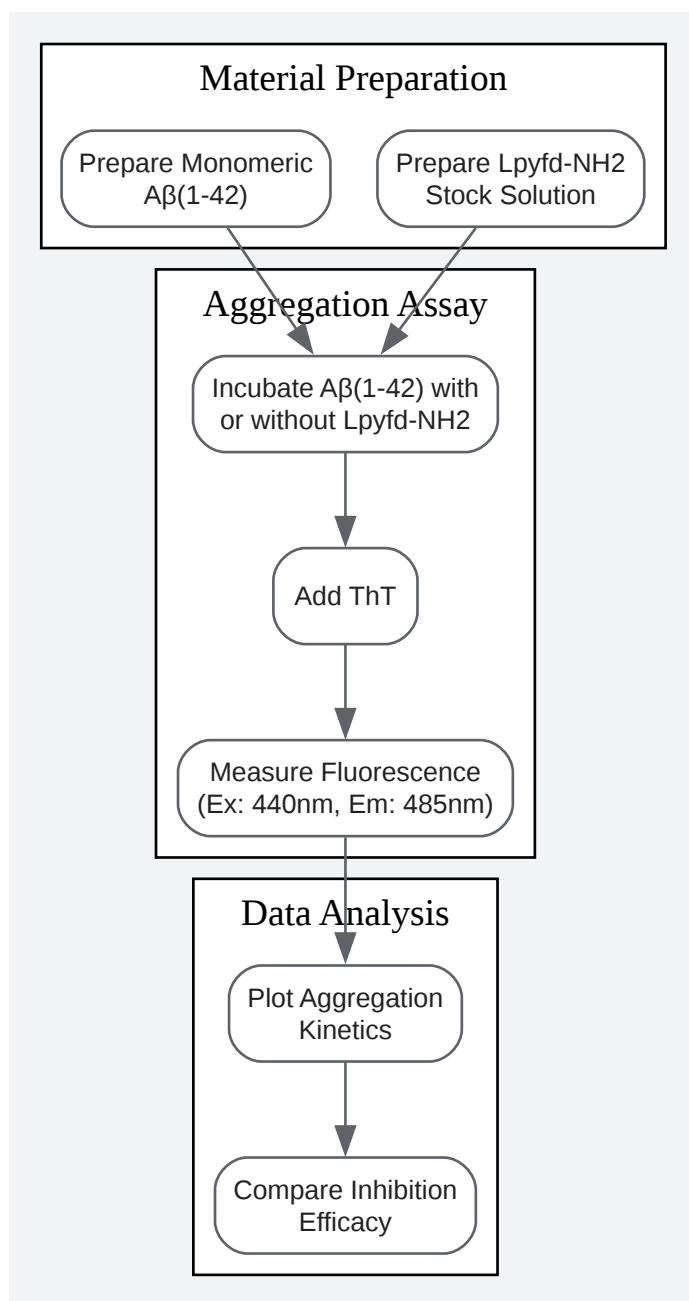 Material Preparation
Prepare Monomeric
Aβ(1-42)
Prepare Lpyfd-NH2
Stock Solution
Aggregation Assay
Incubate Aβ(1-42) with
or without Lpyfd-NH2
Add ThT
Measure Fluorescence
(Ex: 440nm, Em: 485nm)
Data Analysis
Plot Aggregation
Kinetics
Compare Inhibition
Efficacy